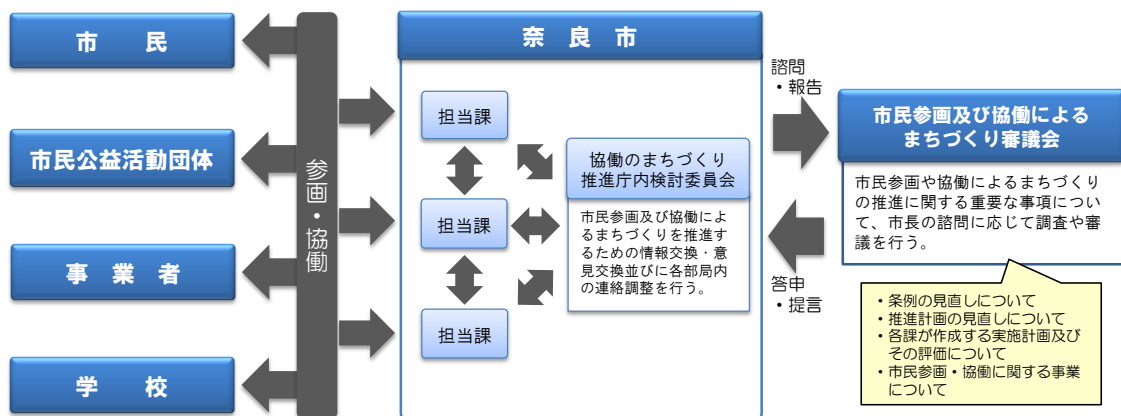 市　民
市民公益活動団体
事 業 者
学　校
参画・協働
奈 良 市
担当課
担当課
担当課
協働のまちづくり
推進庁内検討委員会
市民参画及び協働によ
るまちづくりを推進す
るための情報交換・意
見交換並びに各部局内
の連絡調整を行う。
諮問
・報告
答申
・提言
市民参画及び協働による
まちづくり審議会
市民参画や協働によるまちづくり
の推進に関する重要な事項につい
て、市長の諮問に応じて調査や審
議を行う。
・条例の見直しについて
・推進計画の見直しについて
・各課が作成する実施計画及び
その評価について
・市民参画・協働に関する事業
について